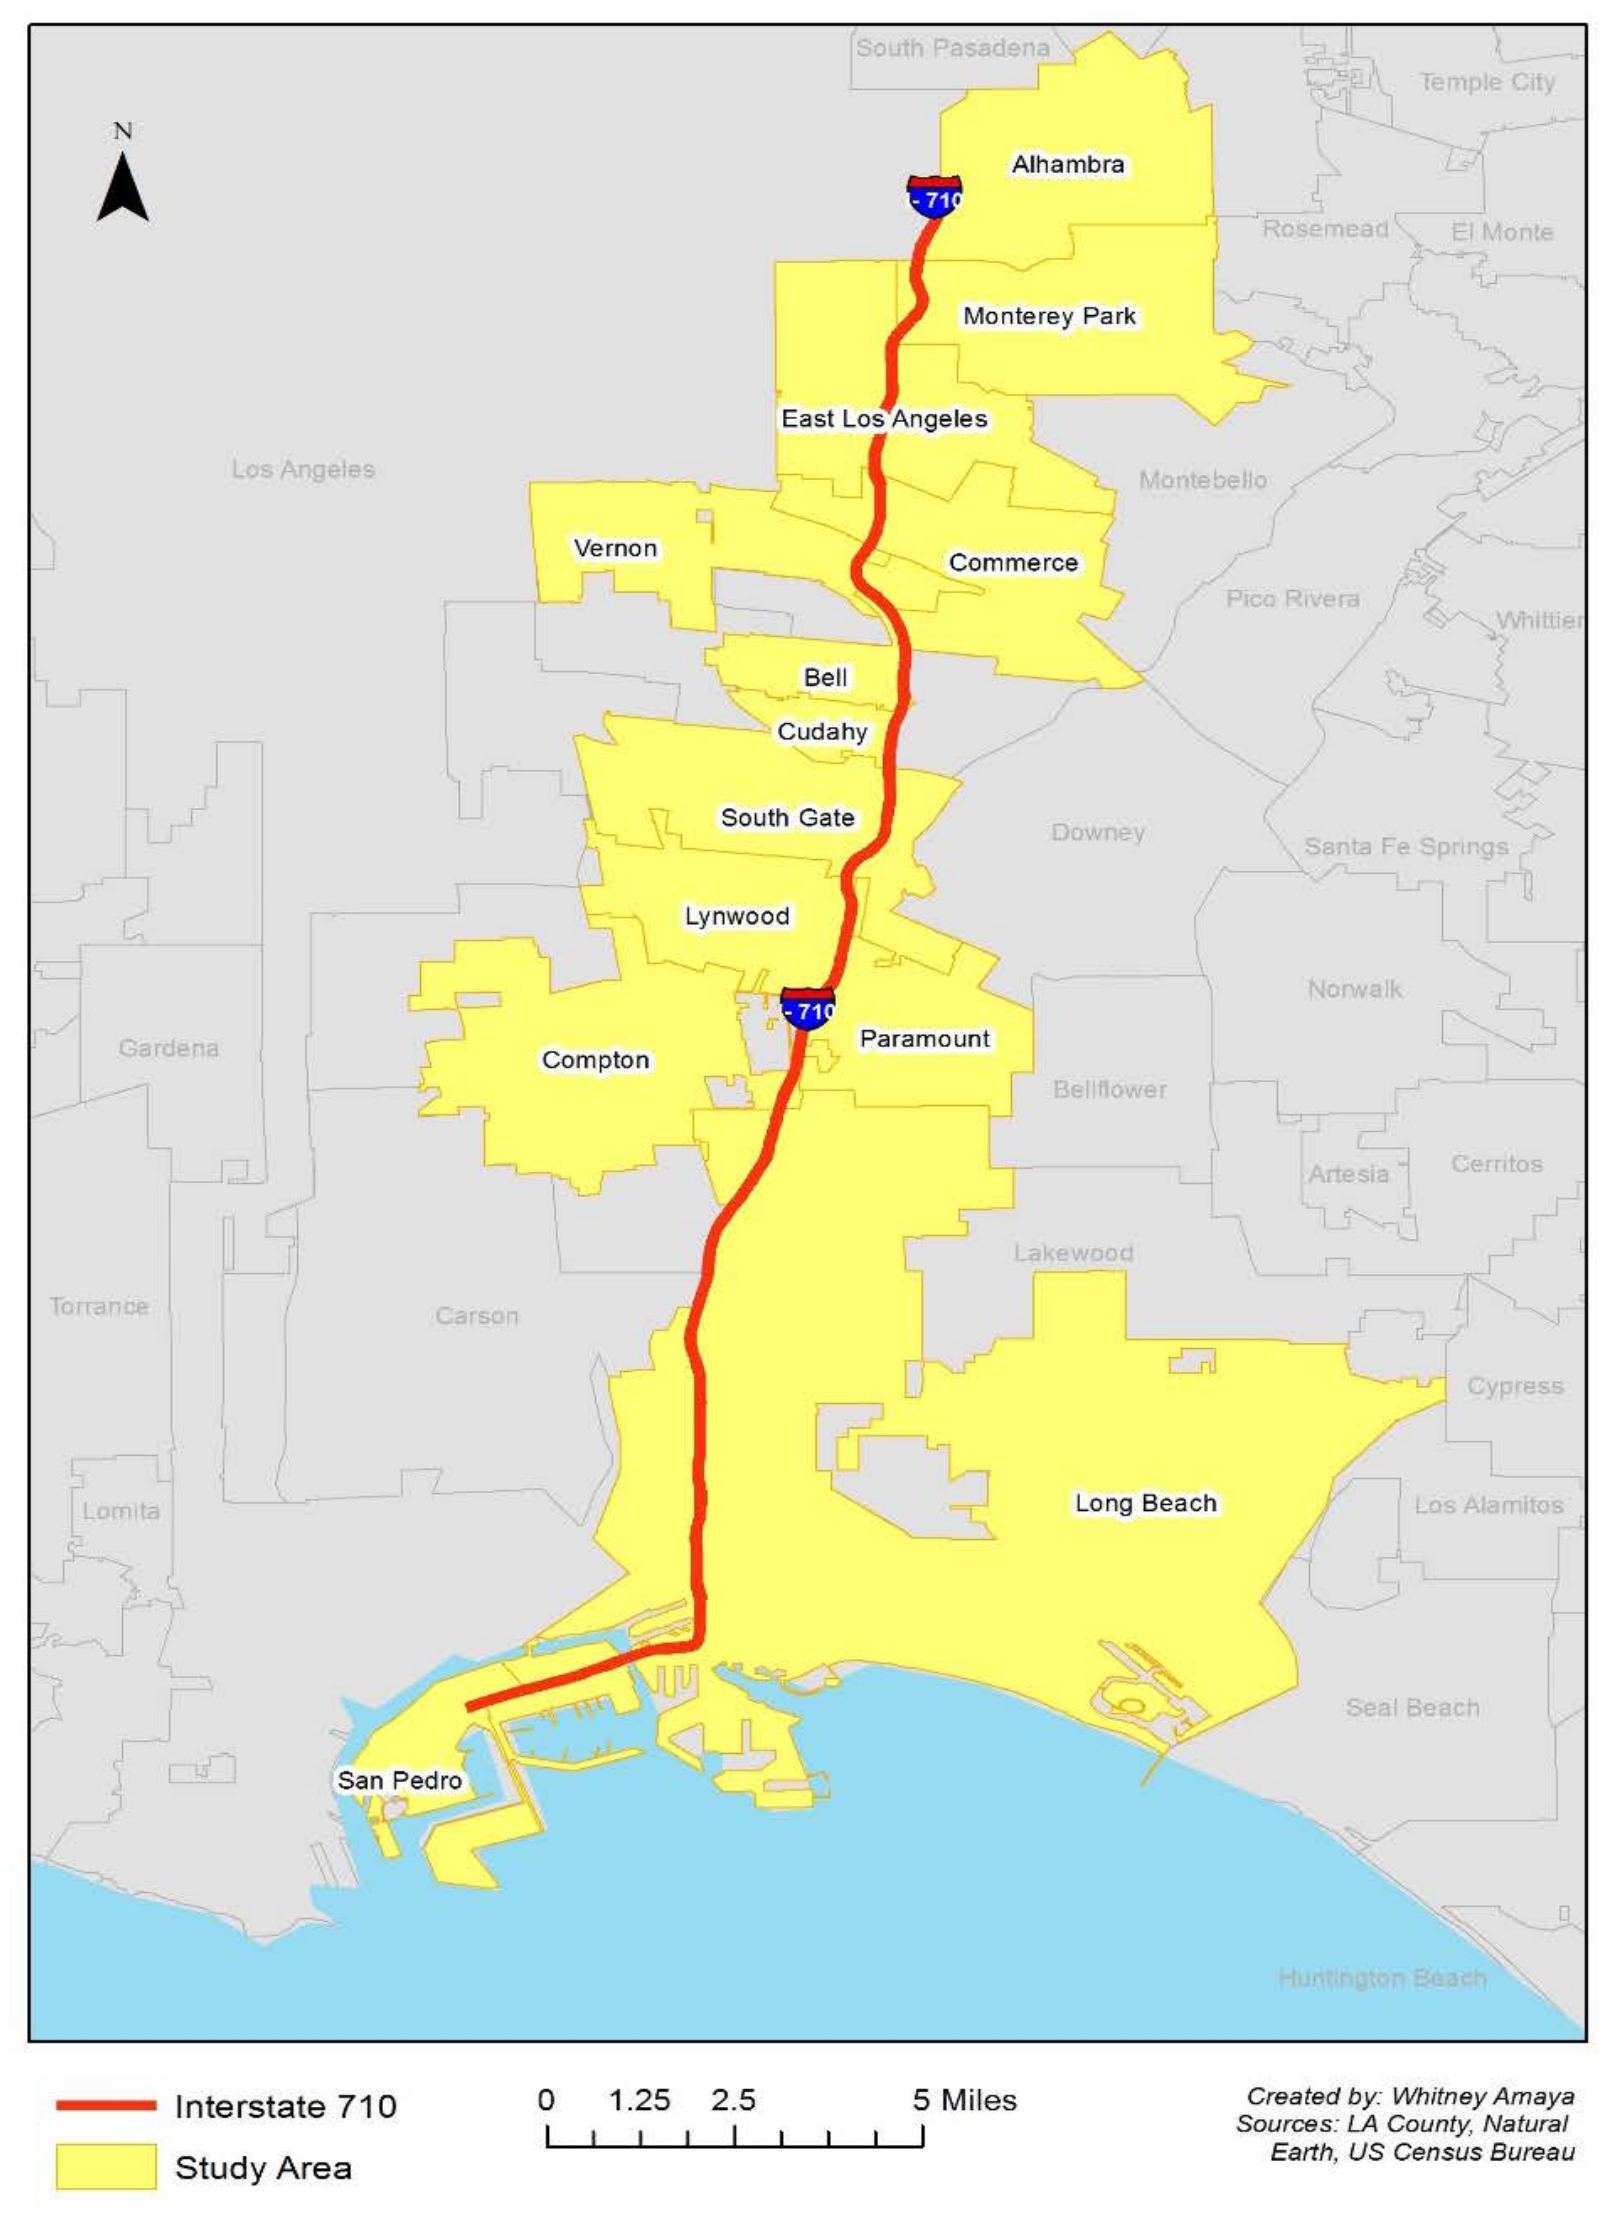 South Pasadena
Temple City
N
Alhambra
I- 710
Rosemead
El Monte
Monterey Park
East Los Angeles
Los Angeles
Montebello
Vernon
Commerce
Pico Rivera
Whittier
Bell
Cudahy
South Gate
Downey
Santa Fe Springs
Lynwood
Norwalk
- 710
Paramount
Gardena
Compton
Bellflower
Artesia
Cerritos
Lakewood
Torrance
Carson
Cypress
Long Beach
Los Alamitos
Lomita
Seal Beach
San Pedro
Huntington Beach
Interstate 710
Study Area
0 1.25 2.5 5 Miles
Created by: Whitney Amaya
Sources: LA County, Natural
Earth, US Census Bureau